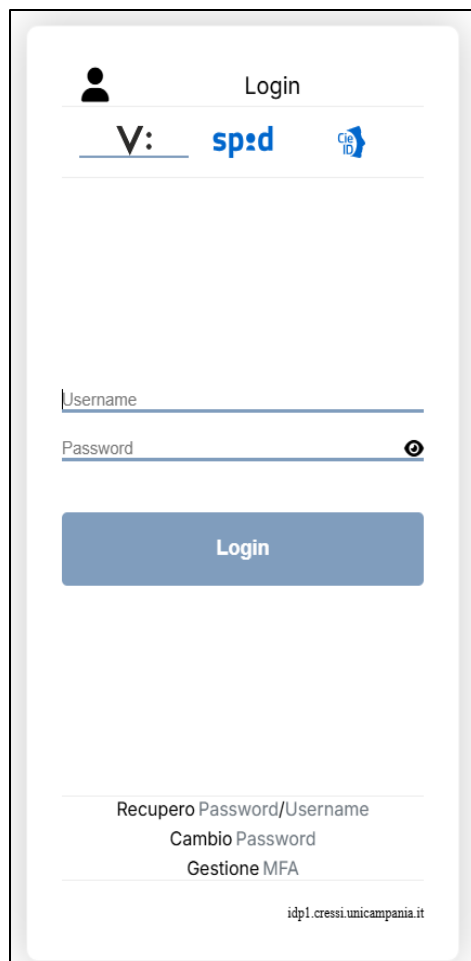 Login
V: sp:d Cie ID
Username
Password
Login
Recupero Password/Username
Cambio Password
Gestione MFA
idp1.cressi.unicampania.it